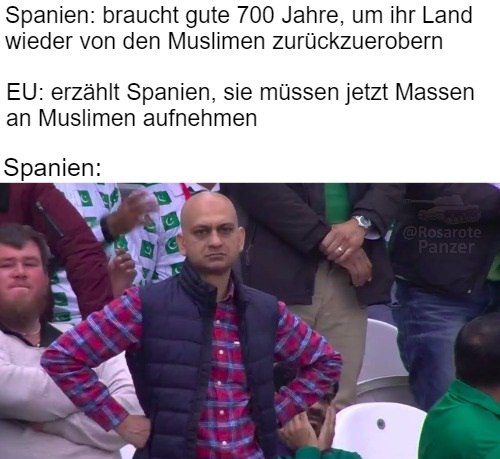 Spanien: braucht gute 700 Jahre, um ihr Land
wieder von den Muslimen zurückzuerobern
EU: erzählt Spanien, sie müssen jetzt Massen
an Muslimen aufnehmen
Spanien:
@Rosarote
Panzer